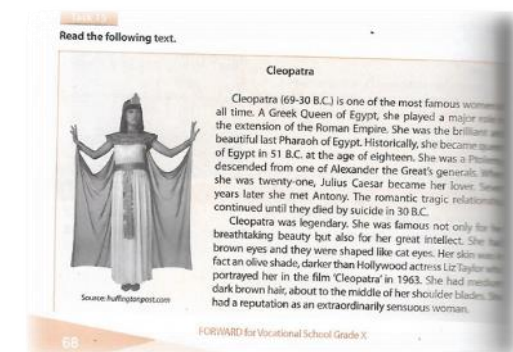 Task 15
Read the following text.
Cleopatra
Cleopatra (69-30 B.C.) is one of the most famous women
all time. A Greek Queen of Egypt, she played a major role
the extension of the Roman Empire. She was the brilliant
beautiful last Pharaoh of Egypt. Historically, she became queen
of Egypt in 51 B.C. at the age of eighteen. She was a
descended from one of Alexander the Great's generals.
she was twenty-one, Julius Caesar became her lover.
years later she met Antony. The romantic tragic
continued until they died by suicide in 30 B.C.
Cleopatra was legendary. She was famous not only for
breathtaking beauty but also for her great intellect. She
brown eyes and they were shaped like cat eyes. Her skin was
fact an olive shade, darker than Hollywood actress Liz Taylor
portrayed her in the film 'Cleopatra' in 1963. She had
dark brown hair, about to the middle of her shoulder blades.
had a reputation as an extraordinarily sensuous woman.
Source: huffingtonpost.com
68
FORWARD for Vocational School Grade X